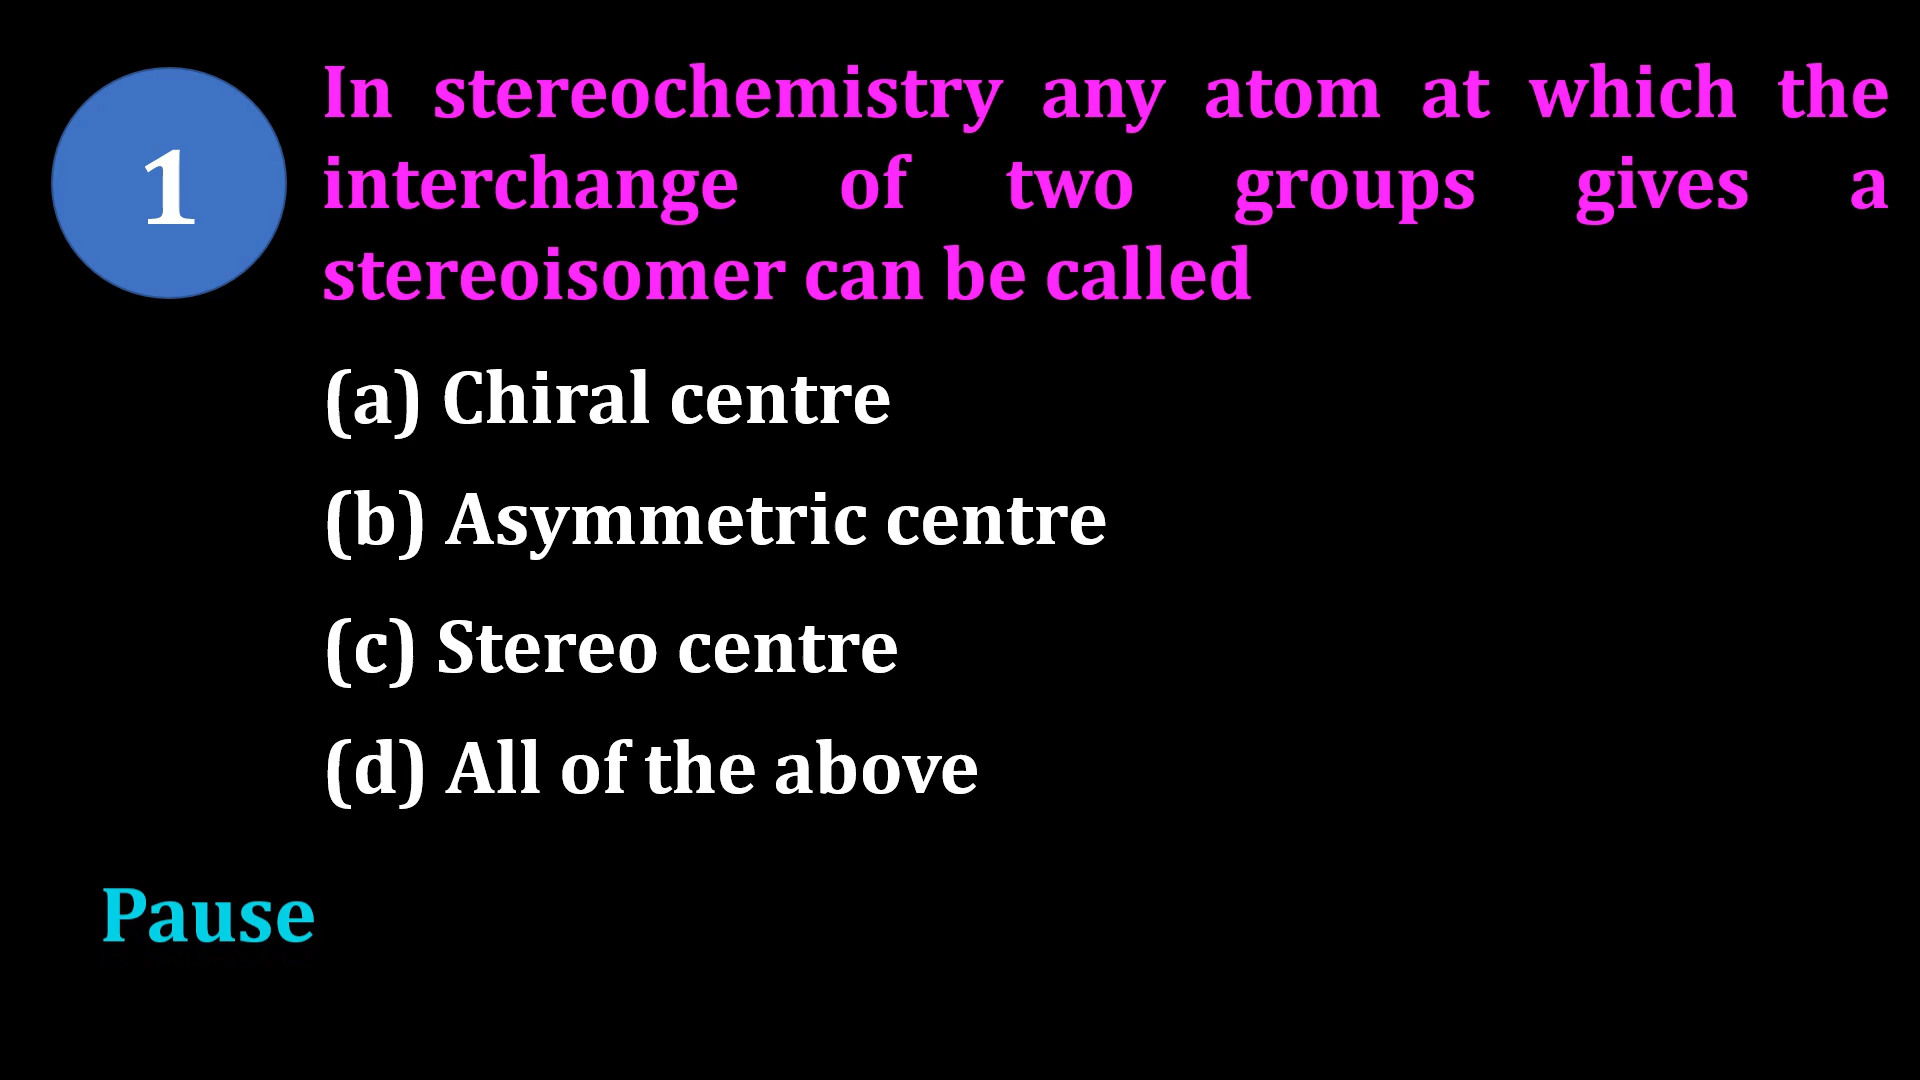 1
In stereochemistry any atom at which the
interchange of two groups gives a
stereoisomer can be called
(a) Chiral centre
(b) Asymmetric centre
(c) Stereo centre
(d) All of the above
Pause